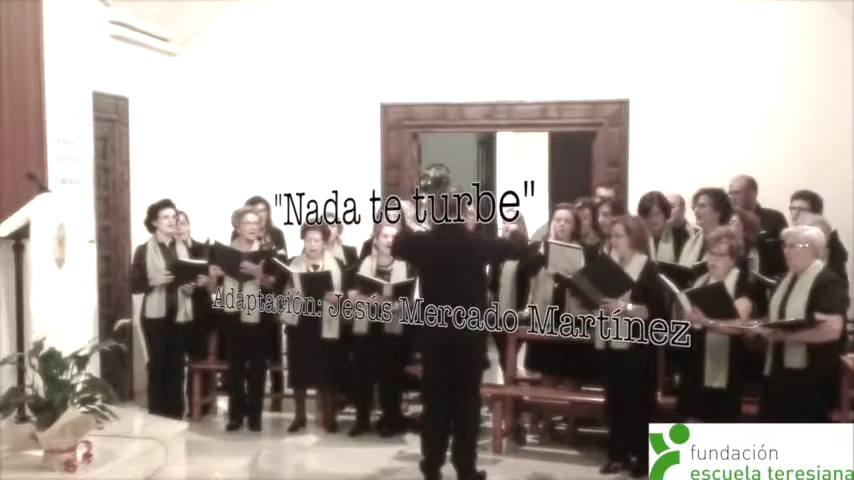 "Nada te turbe"
Adaptación: Jesús Mercado Martínez
fundación
escuela teresiana